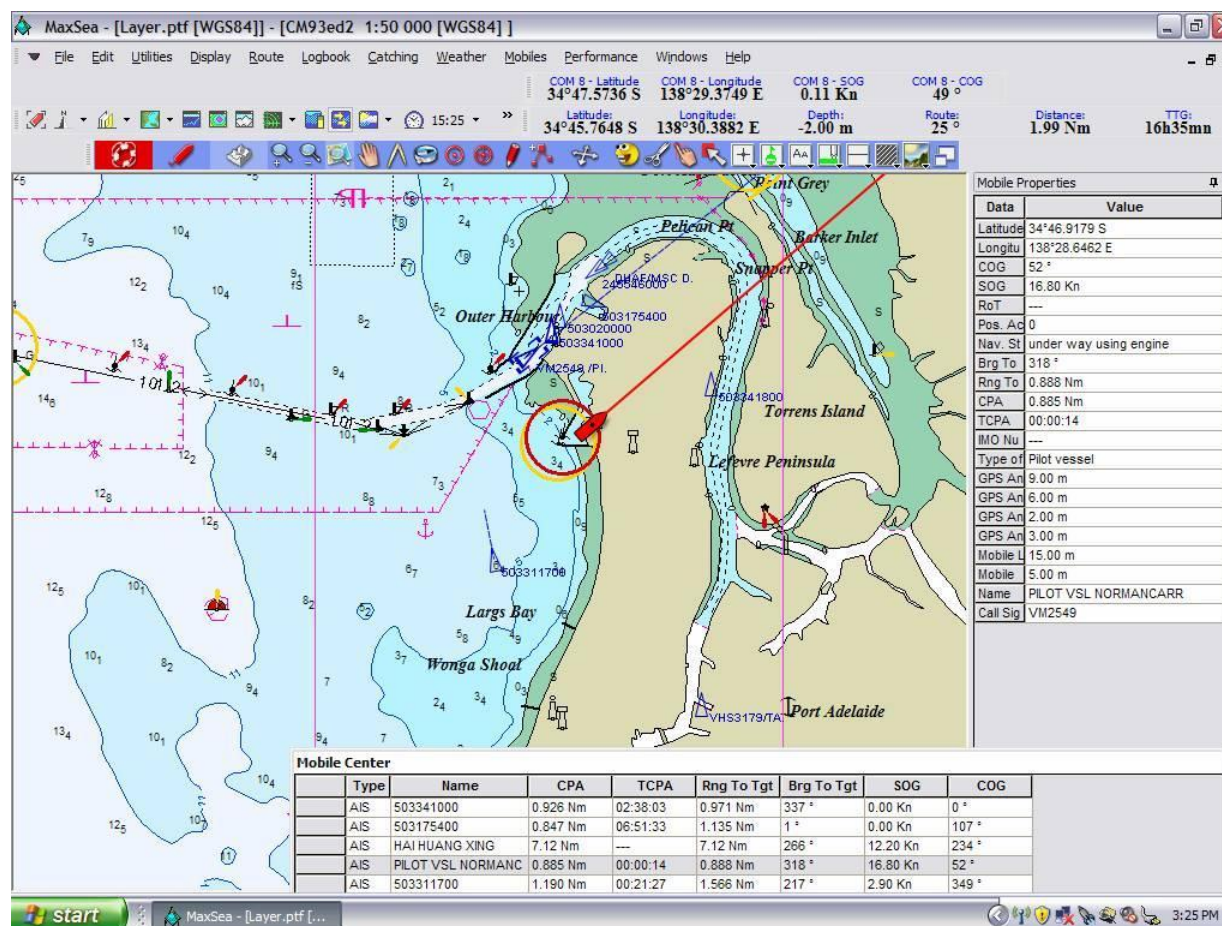 MaxSea - [Layer.ptf [WGS84]] - [CM93ed2 1:50 000 [WGS84] ]
File Edit Utilities Display Route Logbook Catching Weather Mobiles Performance Windows Help
COM 8 - Latitude COM 8 - Longitude COM 8 - SOG COM 8 - COG
34°47.5736 S 138°29.3749 E 0.11 Kn 49 °
15:25
Latitude: Longitude: Depth: Route: Distance: TTG:
34°45.7648 S 138°30.3882 E -2.00 m 25 ° 1.99 Nm 16h35mn
Point Grey
Pelican Pt
Barker Inlet
Snapper Pt
DHAF/MSC D.
245546000
Outer Harbour
503175400
503020000
503341000
VM2549 /PI.
503341800
Torrens Island
Lefevre Peninsula
503311700
Largs Bay
Wonga Shoal
VHS3179/TA
Port Adelaide
Mobile Properties
Data Value
Latitude 34°46.9179 S
Longitu 138°28.6462 E
COG 52 °
SOG 16.80 Kn
RoT ---
Pos. Ac 0
Nav. St under way using engine
Brg To 318 °
Rng To 0.888 Nm
CPA 0.885 Nm
TCPA 00:00:14
IMO Nu ---
Type of Pilot vessel
GPS An 9.00 m
GPS An 6.00 m
GPS An 2.00 m
GPS An 3.00 m
Mobile L 15.00 m
Mobile 5.00 m
Name PILOT VSL NORMANCARR
Call Sig VM2549
Mobile Center
Type Name CPA TCPA Rng To Tgt Brg To Tgt SOG COG
AIS 503341000 0.926 Nm 02:38:03 0.971 Nm 337 ° 0.00 Kn 0 °
AIS 503175400 0.847 Nm 06:51:33 1.135 Nm 1 ° 0.00 Kn 107 °
AIS HAI HUANG XING 7.12 Nm --- 7.12 Nm 266 ° 12.20 Kn 234 °
AIS PILOT VSL NORMANC 0.885 Nm 00:00:14 0.888 Nm 318 ° 16.80 Kn 52 °
AIS 503311700 1.190 Nm 00:21:27 1.566 Nm 217 ° 2.90 Kn 349 °
start MaxSea - [Layer.ptf [... 3:25 PM